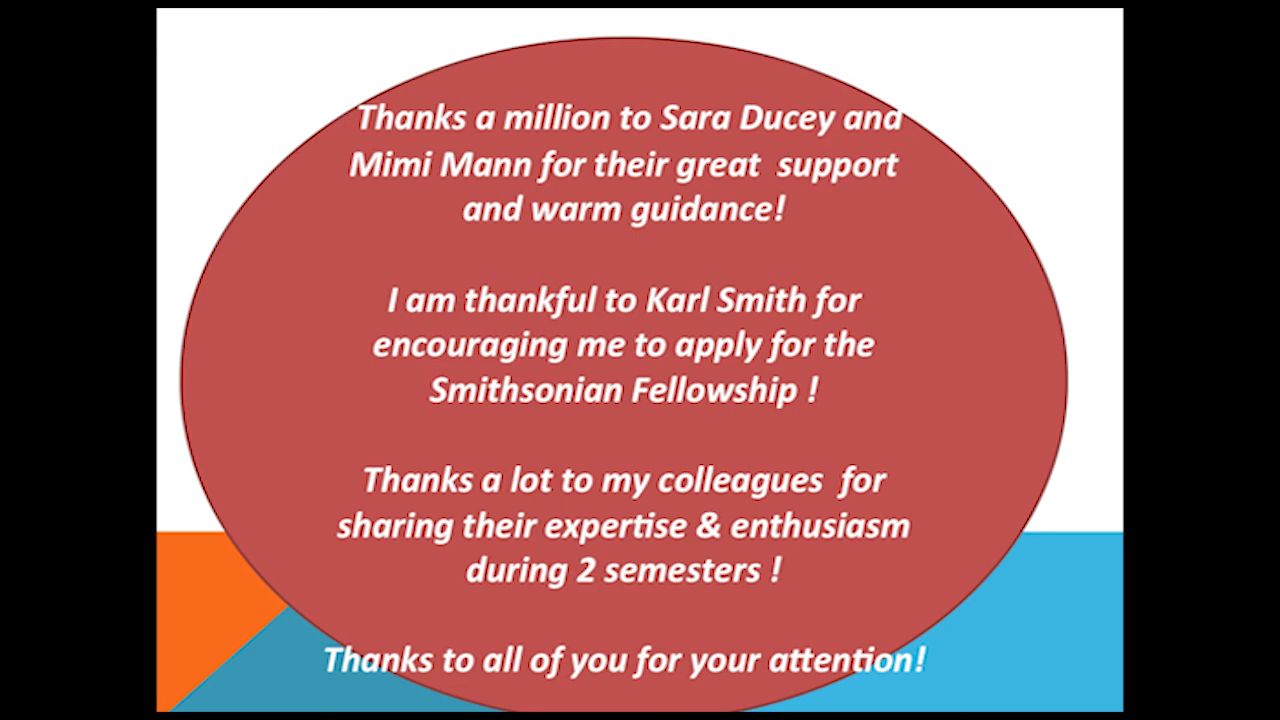 Thanks a million to Sara Ducey and
Mimi Mann for their great  support
and warm guidance!
I am thankful to Karl Smith for
encouraging me to apply for the
Smithsonian Fellowship !
Thanks a lot to my colleagues  for
sharing their expertise & enthusiasm
during 2 semesters !
Thanks to all of you for your attention!